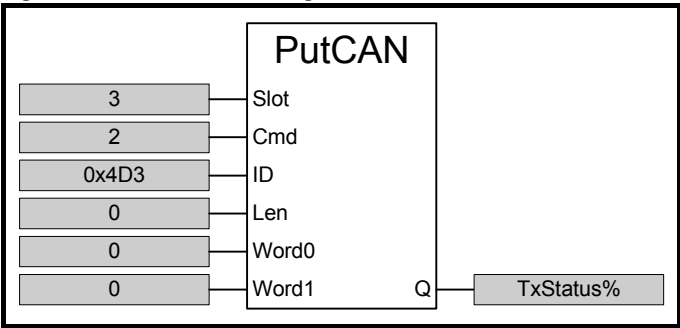 PutCAN
3 Slot
2 Cmd
0x4D3 ID
0 Len
0 Word0
0 Word1 Q TxStatus%